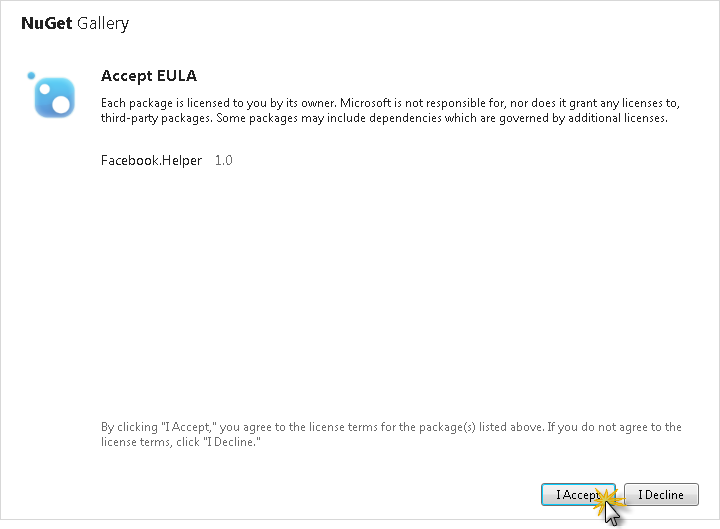 NuGet Gallery
Accept EULA
Each package is licensed to you by its owner. Microsoft is not responsible for, nor does it grant any licenses to,
third-party packages. Some packages may include dependencies which are governed by additional licenses.
Facebook.Helper 1.0
By clicking "I Accept," you agree to the license terms for the package(s) listed above. If you do not agree to the
license terms, click "I Decline."
I Accept I Decline